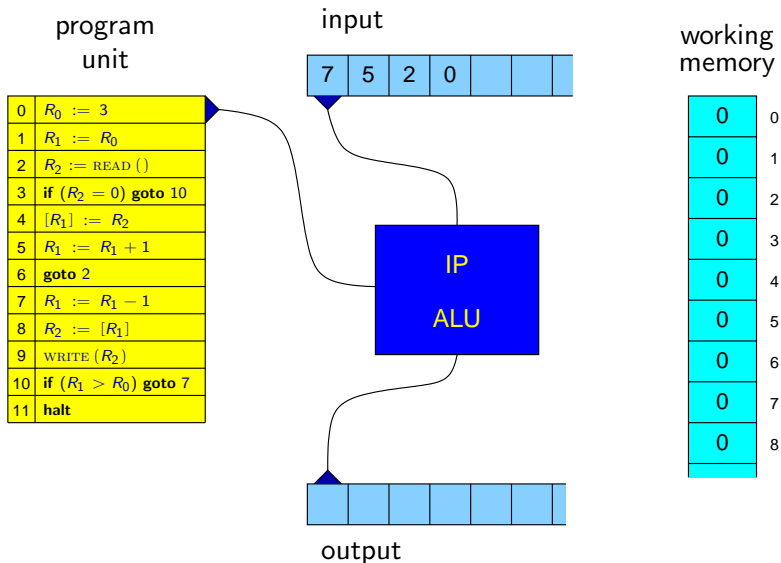 program
unit
input
working
memory
7 5 2 0
0 R0 := 3
1 R1 := R0
2 R2 := READ ()
3 if (R2 = 0) goto 10
4 [R1] := R2
5 R1 := R1 + 1
6 goto 2
7 R1 := R1 − 1
8 R2 := [R1]
9 WRITE (R2)
10 if (R1 > R0) goto 7
11 halt
IP
ALU
0 0
0 1
0 2
0 3
0 4
0 5
0 6
0 7
0 8
output